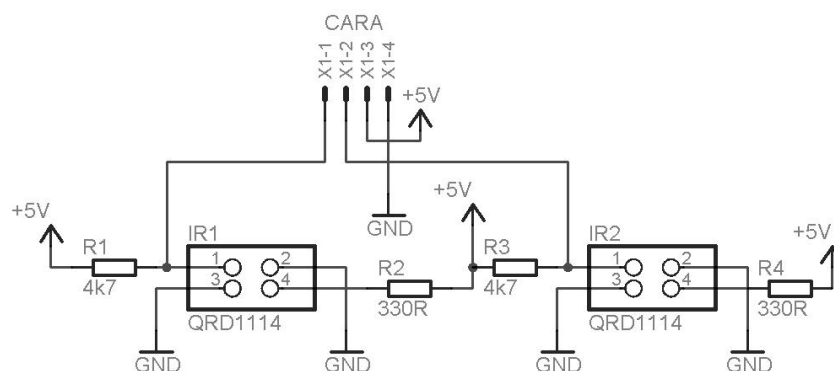 CARA
X1-1
X1-2
X1-3
X1-4
+5V
GND
+5V
R1
4k7
IR1
1
2
3
4
QRD1114
GND
GND
R2
330R
+5V
R3
4k7
IR2
1
2
3
4
QRD1114
GND
GND
R4
330R
+5V